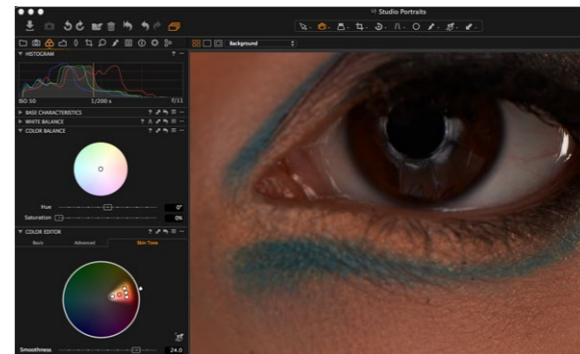 Studio Portraits
Background
HISTOGRAM
ISO 50 1/200 s f/11
BASE CHARACTERISTICS
WHITE BALANCE
COLOR BALANCE
Hue 0°
Saturation 0%
COLOR EDITOR
Basic Advanced Skin Tone
Smoothness 24.0